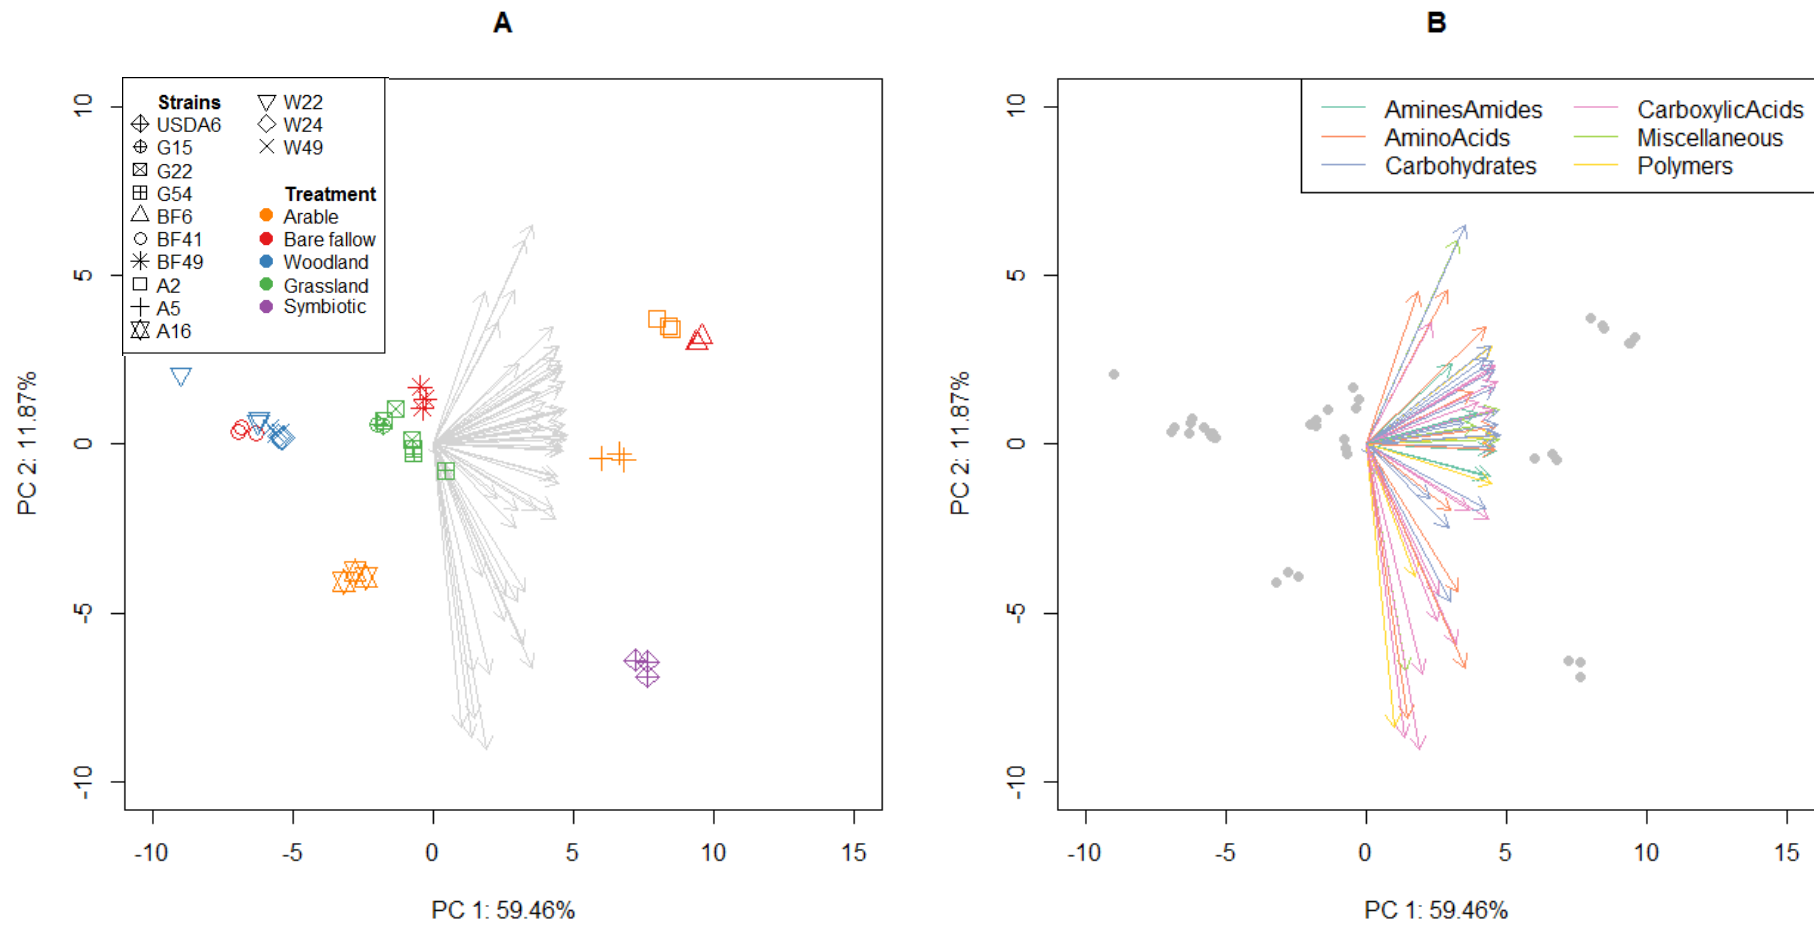 A
Strains
USDA6
G15
G22
G54
BF6
BF41
BF49
A2
A5
A16
W22
W24
W49
Treatment
Arable
Bare fallow
Woodland
Grassland
Symbiotic
10
5
0
-5
-10
PC 2: 11.87%
-10 -5 0 5 10 15
PC 1: 59.46%
B
AminesAmides
AminoAcids
Carbohydrates
CarboxylicAcids
Miscellaneous
Polymers
10
5
0
-5
-10
PC 2: 11.87%
-10 -5 0 5 10 15
PC 1: 59.46%